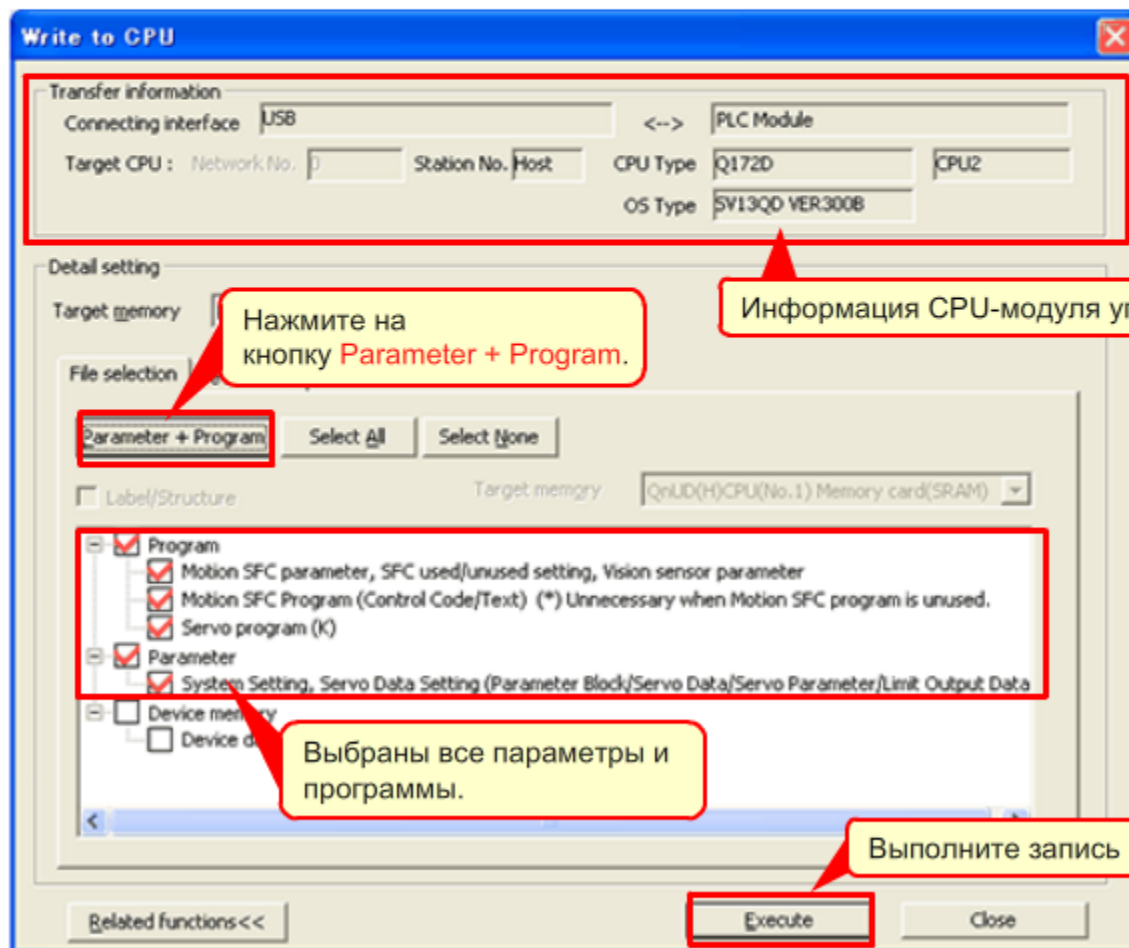 Write to CPU
Transfer information
Connecting interface USB <--> PLC Module
Target CPU : Network No. 0 Station No. Host CPU Type Q172D CPU2
OS Type SV13QD VER300B
Detail setting
Target memory
Информация CPU-модуля
Нажмите на
кнопку Parameter + Program.
File selection
Parameter + Program Select All Select None
Label/Structure Target memory QnUD(H)CPU(No.1) Memory card(SRAM)
Program
Motion SFC parameter, SFC used/unused setting, Vision sensor parameter
Motion SFC Program (Control Code/Text) (*) Unnecessary when Motion SFC program is unused.
Servo program (K)
Parameter
System Setting, Servo Data Setting (Parameter Block/Servo Data/Servo Parameter/Limit Output Data
Device memory
Device
Выбраны все параметры и
программы.
Выполните запись
Related functions<< Execute Close